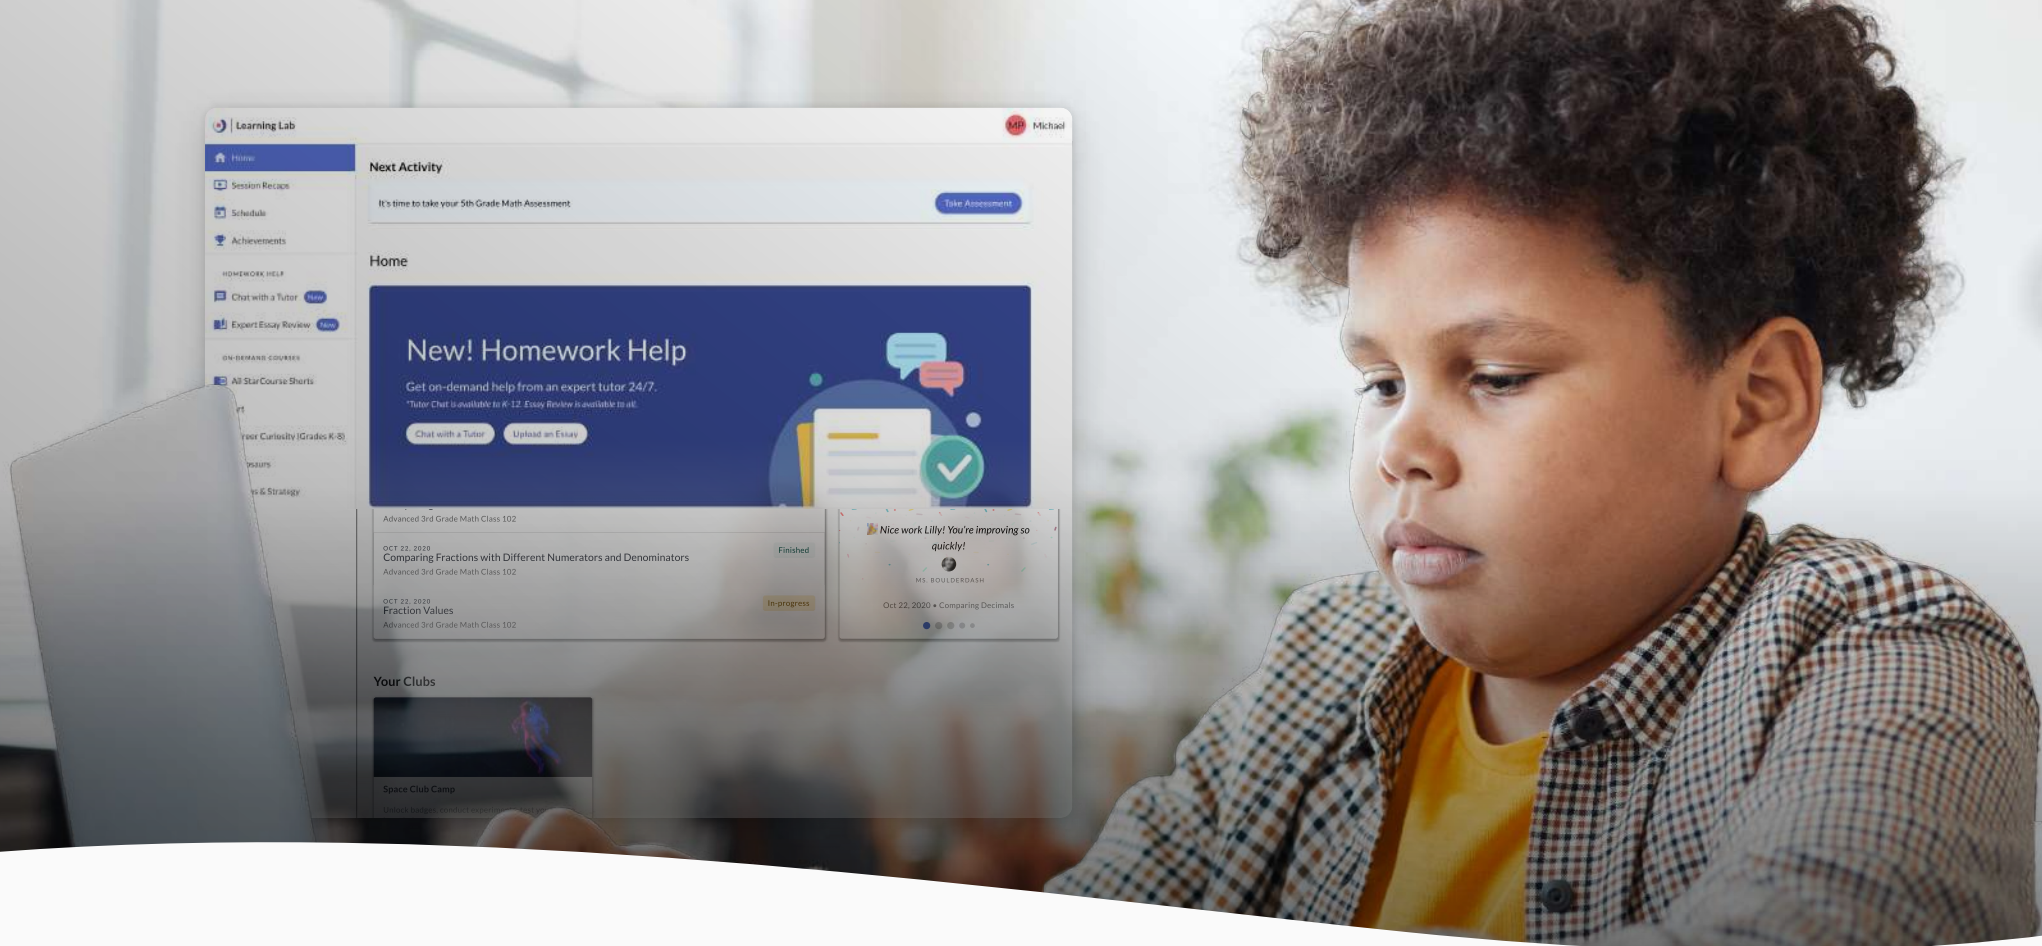 Learning Lab
MP Michael
Home
Session Recaps
Schedule
Achievements
HOMEWORK HELP
Chat with a Tutor New
Expert Essay Review New
ON-DEMAND COURSES
All StarCourse Shorts
rt
reer Curiosity (Grades K-8)
osaurs
s & Strategy
Next Activity
It's time to take your 5th Grade Math Assessment
Take Assessment
Home
New! Homework Help
Get on-demand help from an expert tutor 24/7.
*Tutor Chat is available to K-12. Essay Review is available to all.
Chat with a Tutor Upload an Essay
Advanced 3rd Grade Math Class 102
OCT 22, 2020
Comparing Fractions with Different Numerators and Denominators
Finished
Advanced 3rd Grade Math Class 102
OCT 22, 2020
Fraction Values
In-progress
Advanced 3rd Grade Math Class 102
Nice work Lilly! You're improving so
quickly!
MS. BOULDERDASH
Oct 22, 2020 • Comparing Decimals
Your Clubs
Space Club Camp
Unlock badges, conduct